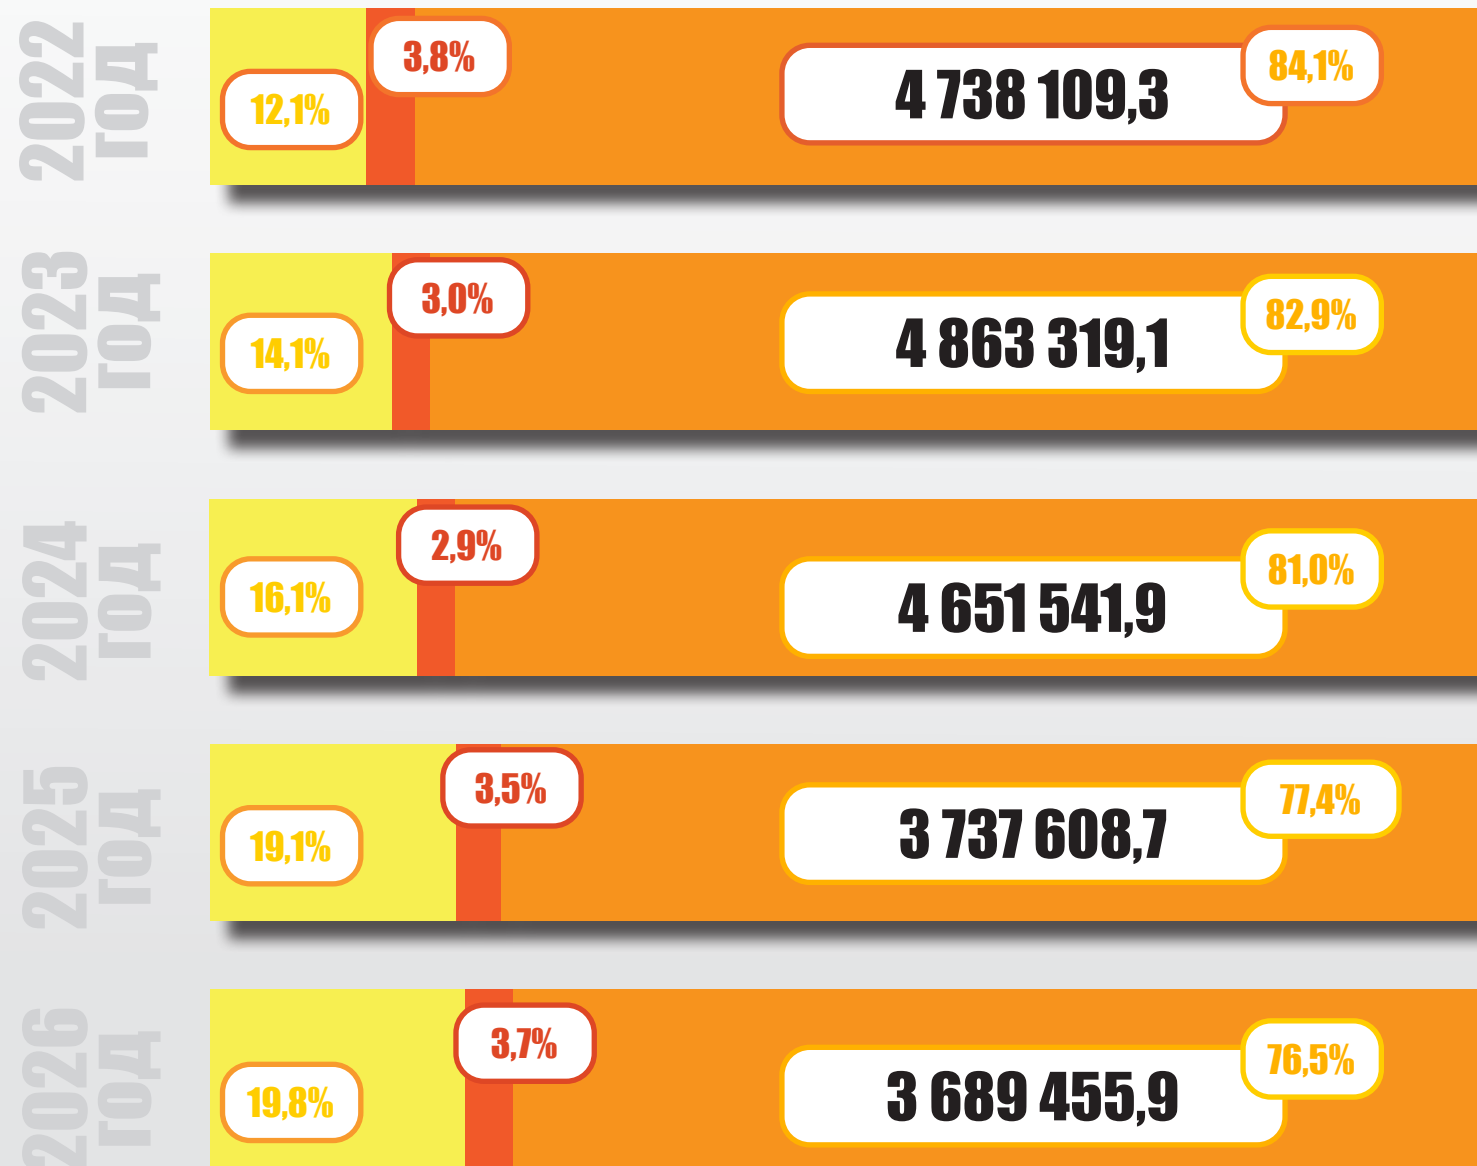 2022
год
12,1%
3,8%
4 738 109,3
84,1%
2023
год
14,1%
3,0%
4 863 319,1
82,9%
2024
год
16,1%
2,9%
4 651 541,9
81,0%
2025
год
19,1%
3,5%
3 737 608,7
77,4%
2026
год
19,8%
3,7%
3 689 455,9
76,5%